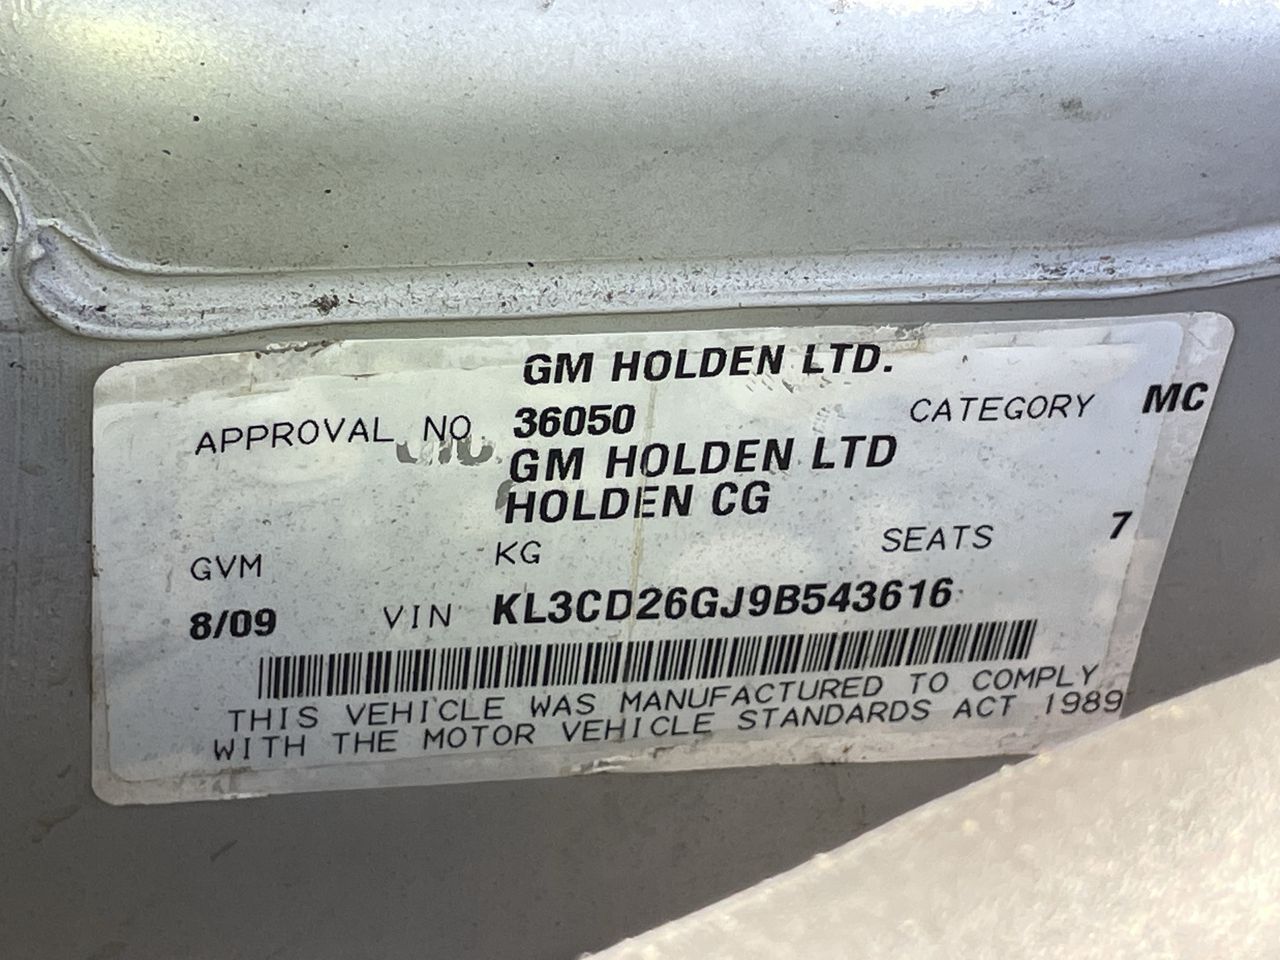 GM HOLDEN LTD.
APPROVAL NO 36050 CATEGORY MC
GM HOLDEN LTD
HOLDEN CG
GVM KG SEATS 7
8/09 VIN KL3CD26GJ9B543616
THIS VEHICLE WAS MANUFACTURED TO COMPLY
WITH THE MOTOR VEHICLE STANDARDS ACT 1989